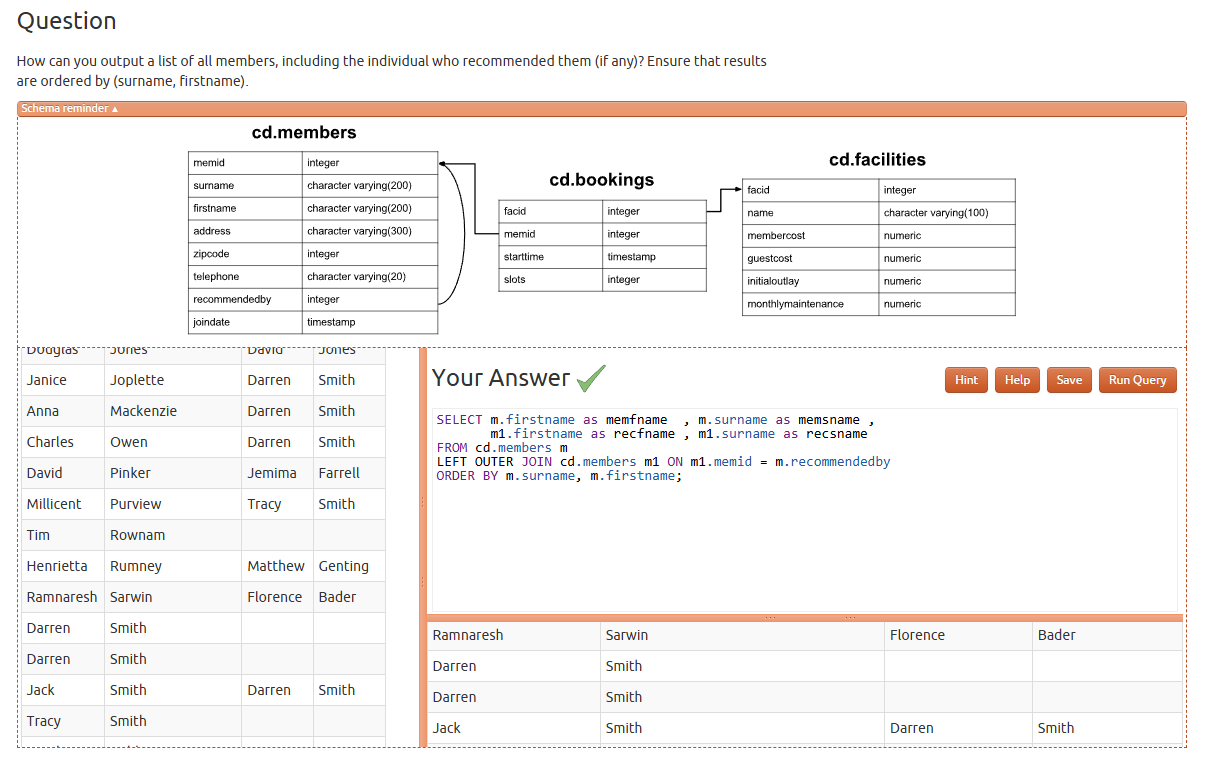 Question
How can you output a list of all members, including the individual who recommended them (if any)? Ensure that results
are ordered by (surname, firstname).
Schema reminder ▴
cd.members
memid integer
surname character varying(200)
firstname character varying(200)
address character varying(300)
zipcode integer
telephone character varying(20)
recommendedby integer
joindate timestamp
cd.bookings
facid integer
memid integer
starttime timestamp
slots integer
cd.facilities
facid integer
name character varying(100)
membercost numeric
guestcost numeric
initialoutlay numeric
monthlymaintenance numeric
Douglas Jones David Jones
Janice Joplette Darren Smith
Anna Mackenzie Darren Smith
Charles Owen Darren Smith
David Pinker Jemima Farrell
Millicent Purview Tracy Smith
Tim Rownam
Henrietta Rumney Matthew Genting
Ramnaresh Sarwin Florence Bader
Darren Smith
Darren Smith
Jack Smith Darren Smith
Tracy Smith
Your Answer
Hint Help Save Run Query
SELECT m.firstname as memfname , m.surname as memsname ,
m1.firstname as recfname , m1.surname as recsname
FROM cd.members m
LEFT OUTER JOIN cd.members m1 ON m1.memid = m.recommendedby
ORDER BY m.surname, m.firstname;
Ramnaresh Sarwin Florence Bader
Darren Smith
Darren Smith
Jack Smith Darren Smith